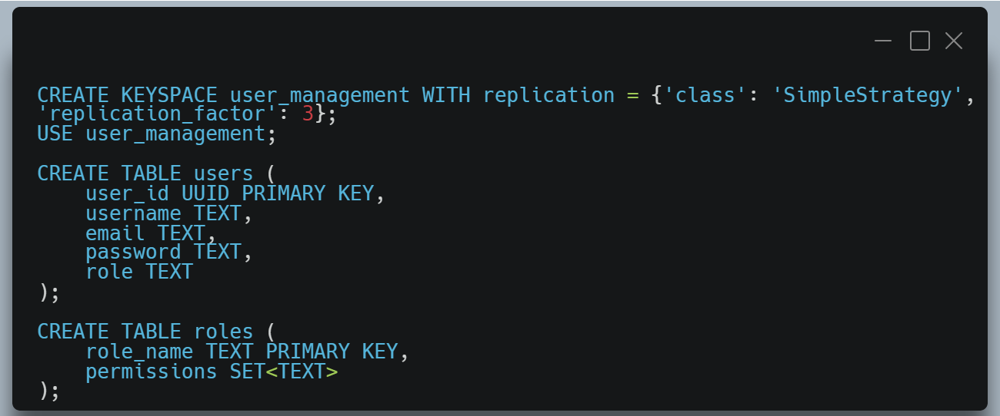 CREATE KEYSPACE user_management WITH replication = {'class': 'SimpleStrategy',
'replication_factor': 3};
USE user_management;

CREATE TABLE users (
    user_id UUID PRIMARY KEY,
    username TEXT,
    email TEXT,
    password TEXT,
    role TEXT
);

CREATE TABLE roles (
    role_name TEXT PRIMARY KEY,
    permissions SET<TEXT>
);